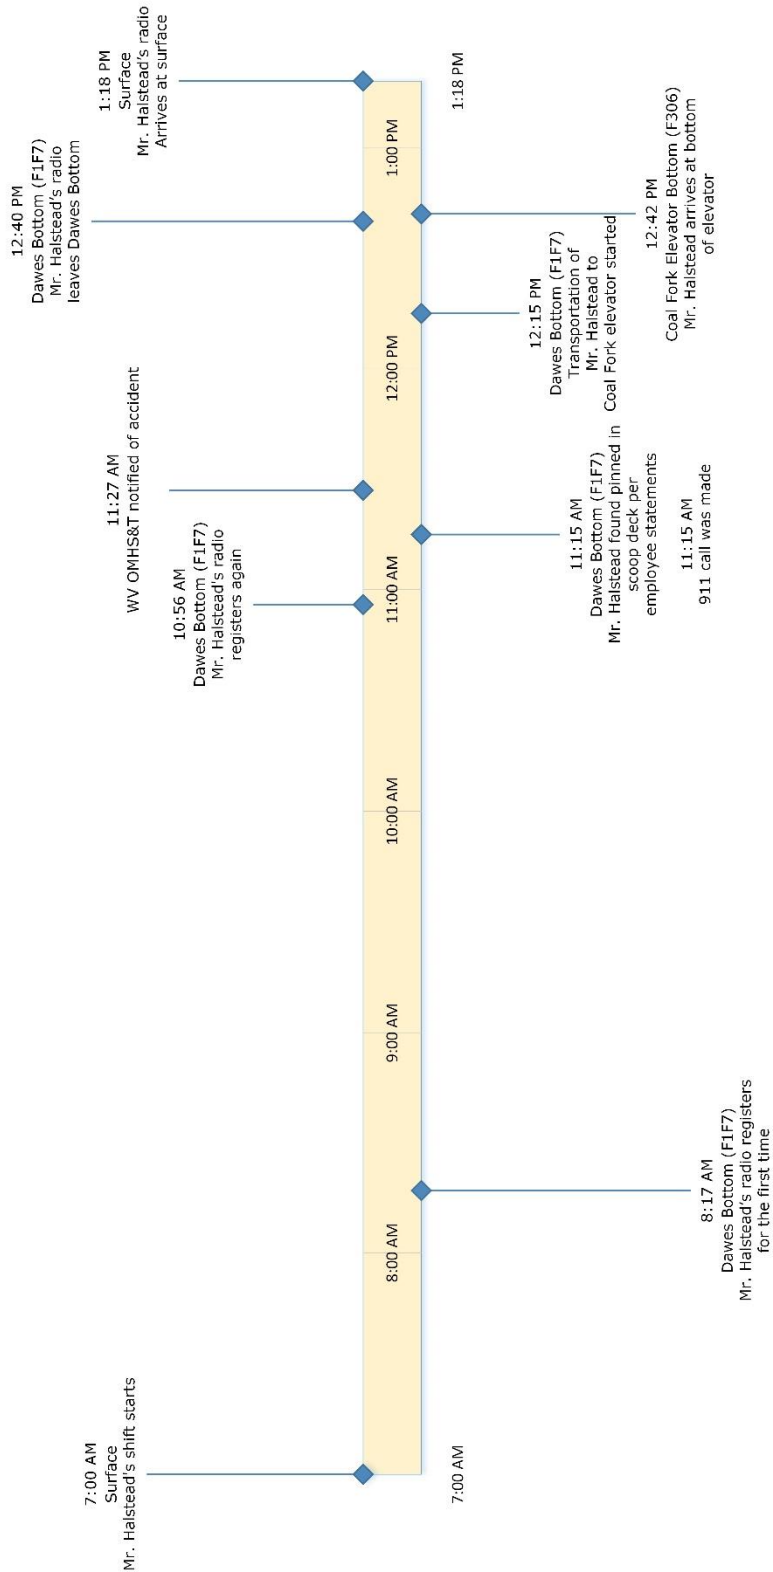 12:40 PM
Dawes Bottom (F1F7)
Mr. Halstead's radio
leaves Dawes Bottom
1:18 PM
Surface
Mr. Halstead's radio
Arrives at surface
11:27 AM
WV OMHS&T notified of accident
10:56 AM
Dawes Bottom (F1F7)
Mr. Halstead's radio
registers again
7:00 AM
Surface
Mr. Halstead's shift starts
8:00 AM
9:00 AM
10:00 AM
11:00 AM
12:00 PM
1:00 PM
7:00 AM
1:18 PM
8:17 AM
Dawes Bottom (F1F7)
Mr. Halstead's radio registers
for the first time
11:15 AM
Dawes Bottom (F1F7)
Mr. Halstead found pinned in
scoop deck per
employee statements
11:15 AM
911 call was made
12:15 PM
Dawes Bottom (F1F7)
Transportation of
Mr. Halstead to
Coal Fork elevator started
12:42 PM
Coal Fork Elevator Bottom (F306)
Mr. Halstead arrives at bottom
of elevator